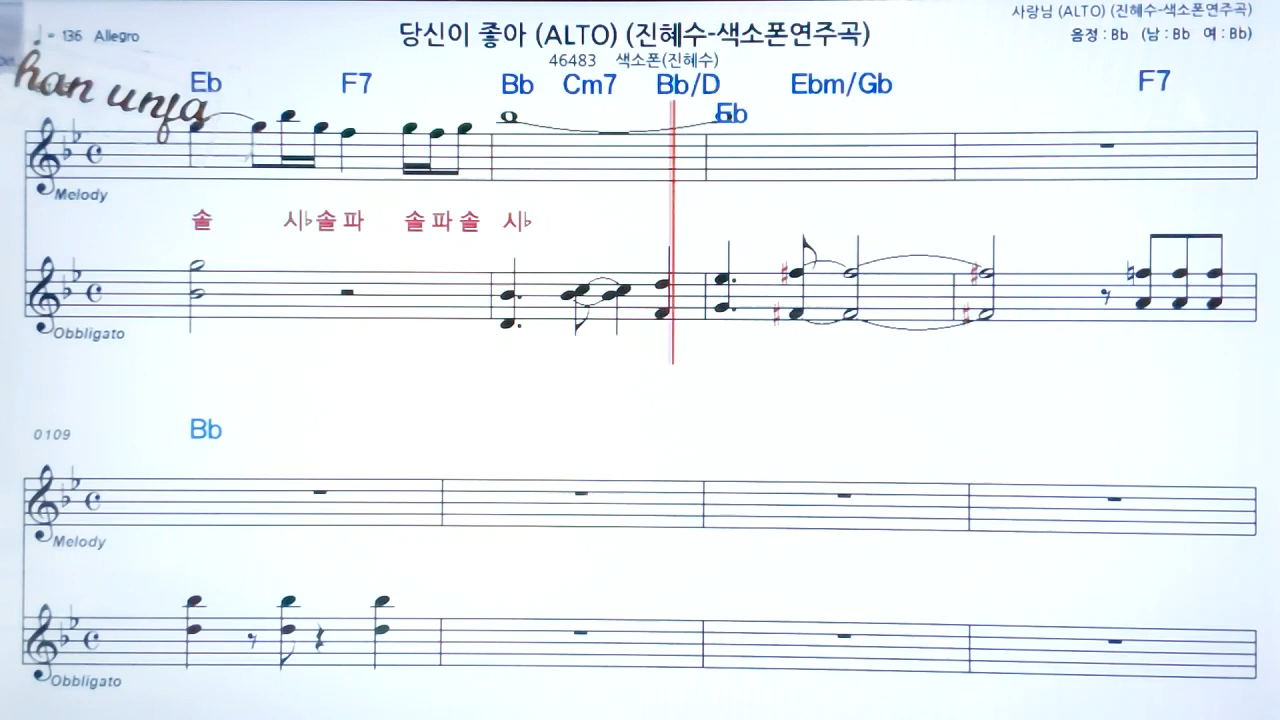 사랑님 (ALTO) (진혜수-색소폰연주곡)
♩ = 136 Allegro
당신이 좋아 (ALTO) (진혜수-색소폰연주곡)
음정 : Bb (남 : Bb 여 : Bb)
46483 색소폰(진혜수)
han unja
Eb F7 Bb Cm7 Bb/D Eb Ebm/Gb F7
Melody
솔 시♭ 솔 파 솔 파 솔 시♭
Obbligato
0109
Bb
Melody
Obbligato